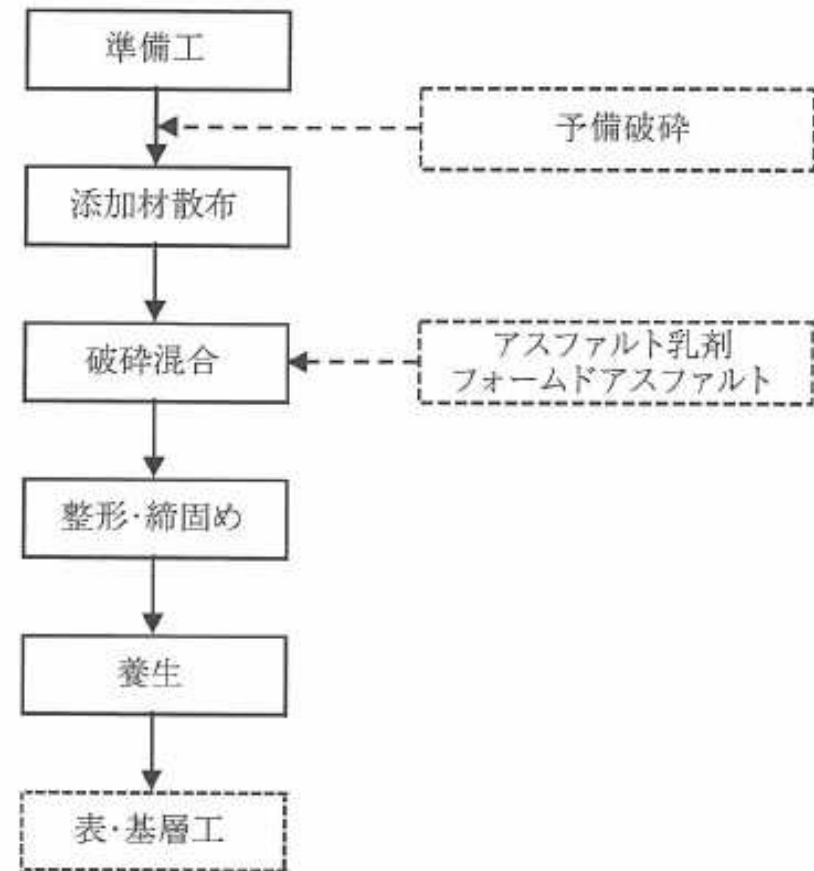 準備工
予備破砕
添加材散布
破砕混合
アスファルト乳剤
フォームドアスファルト
整形・締固め
養生
表・基層工